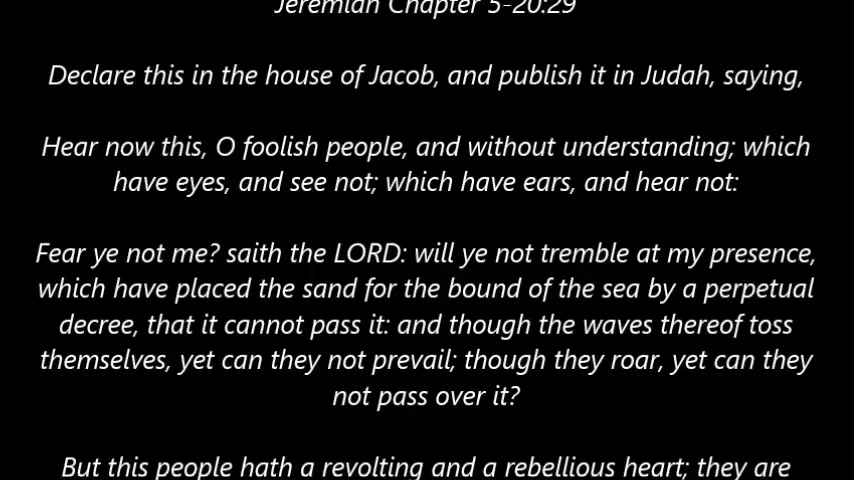 Jeremiah Chapter 5-20:29
Declare this in the house of Jacob, and publish it in Judah, saying,
Hear now this, O foolish people, and without understanding; which
have eyes, and see not; which have ears, and hear not:
Fear ye not me? saith the LORD: will ye not tremble at my presence,
which have placed the sand for the bound of the sea by a perpetual
decree, that it cannot pass it: and though the waves thereof toss
themselves, yet can they not prevail; though they roar, yet can they
not pass over it?
But this people hath a revolting and a rebellious heart; they are